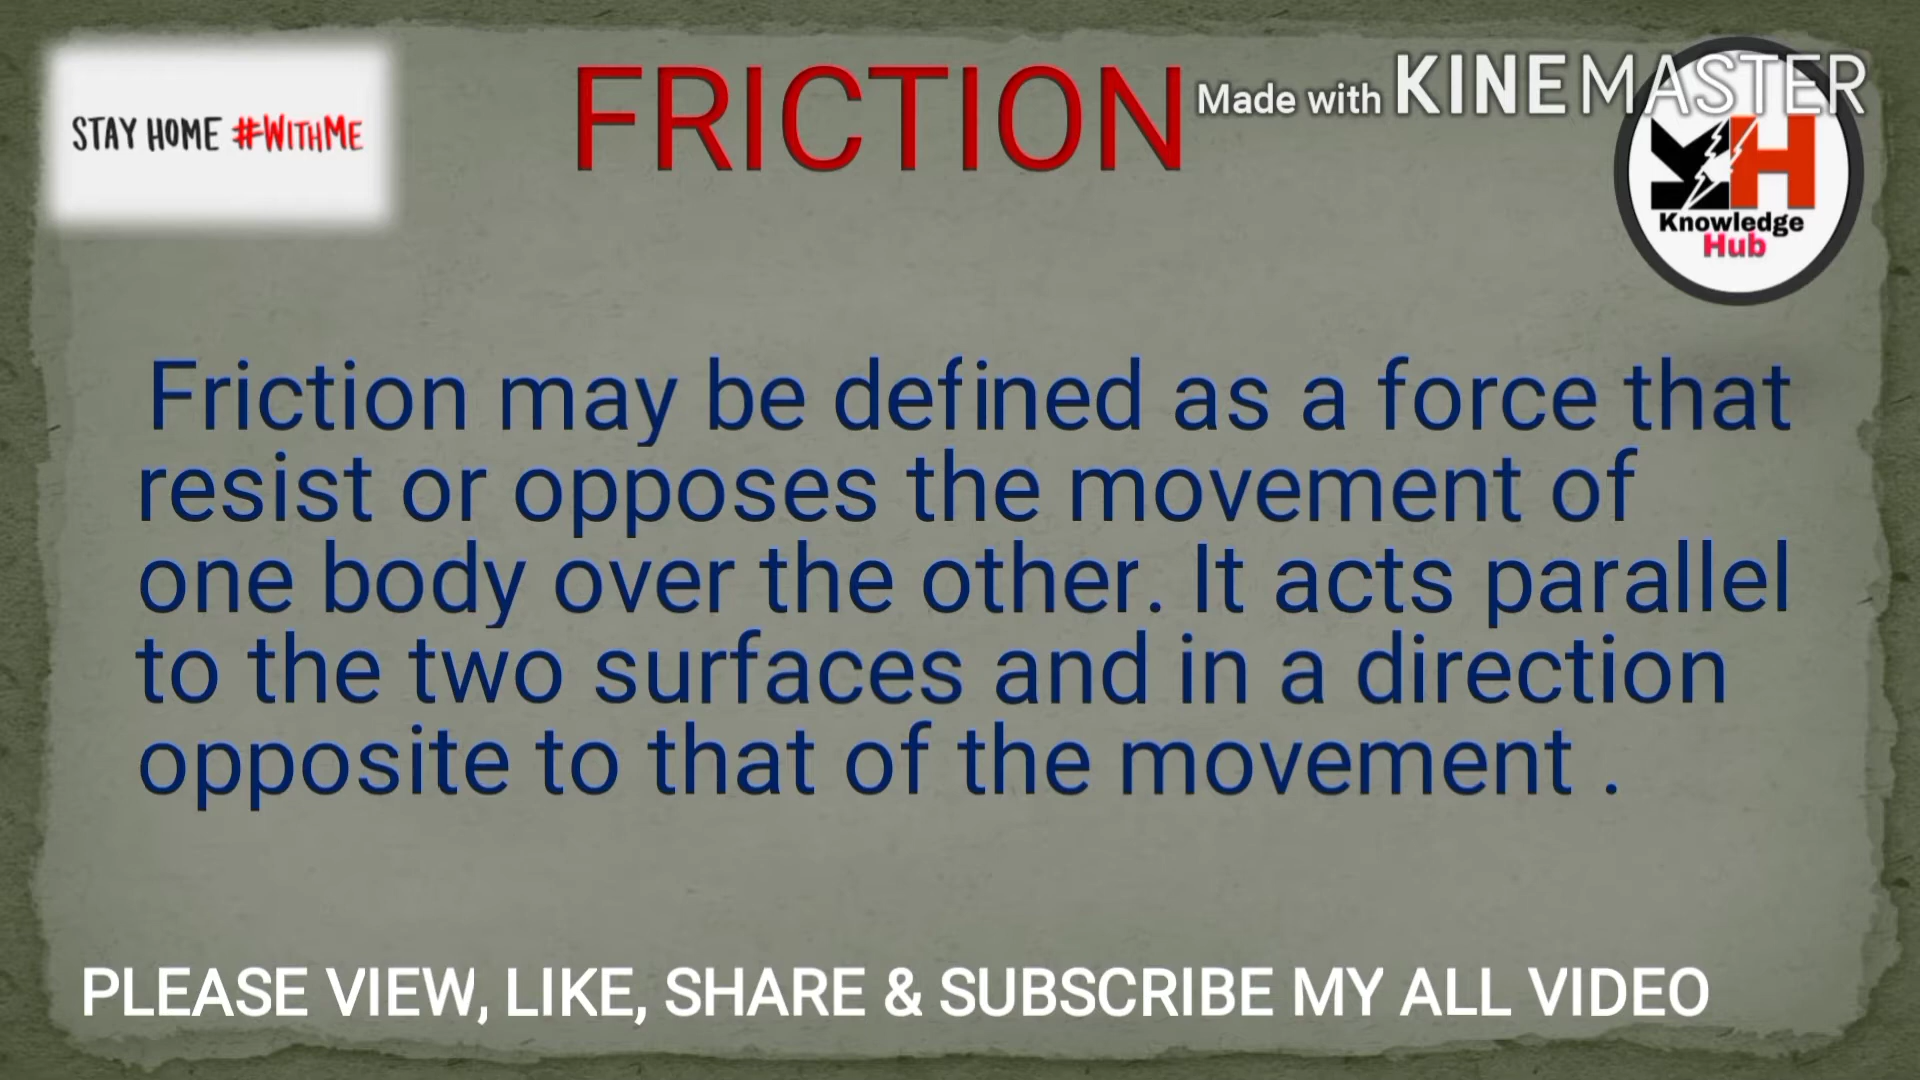 STAY HOME #WITHME
FRICTION
Made with KINEMASTER
KH
Knowledge
Hub
Friction may be defined as a force that
resist or opposes the movement of
one body over the other. It acts parallel
to the two surfaces and in a direction
opposite to that of the movement .
PLEASE VIEW, LIKE, SHARE & SUBSCRIBE MY ALL VIDEO